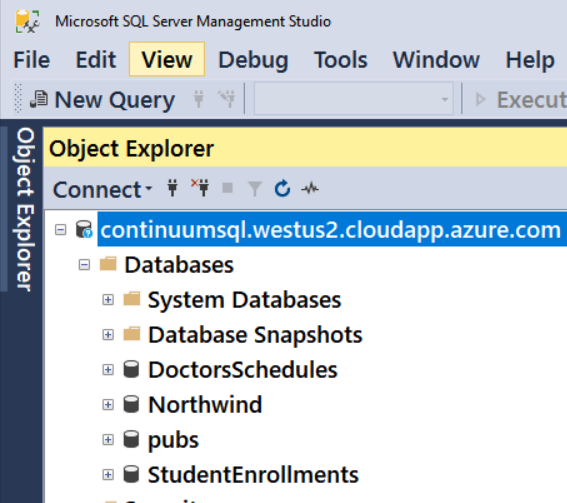 Microsoft SQL Server Management Studio
File Edit View Debug Tools Window Help
New Query Execut
Object Explorer
Object Explorer
Connect
continuumsql.westus2.cloudapp.azure.com
Databases
System Databases
Database Snapshots
DoctorsSchedules
Northwind
pubs
StudentEnrollments